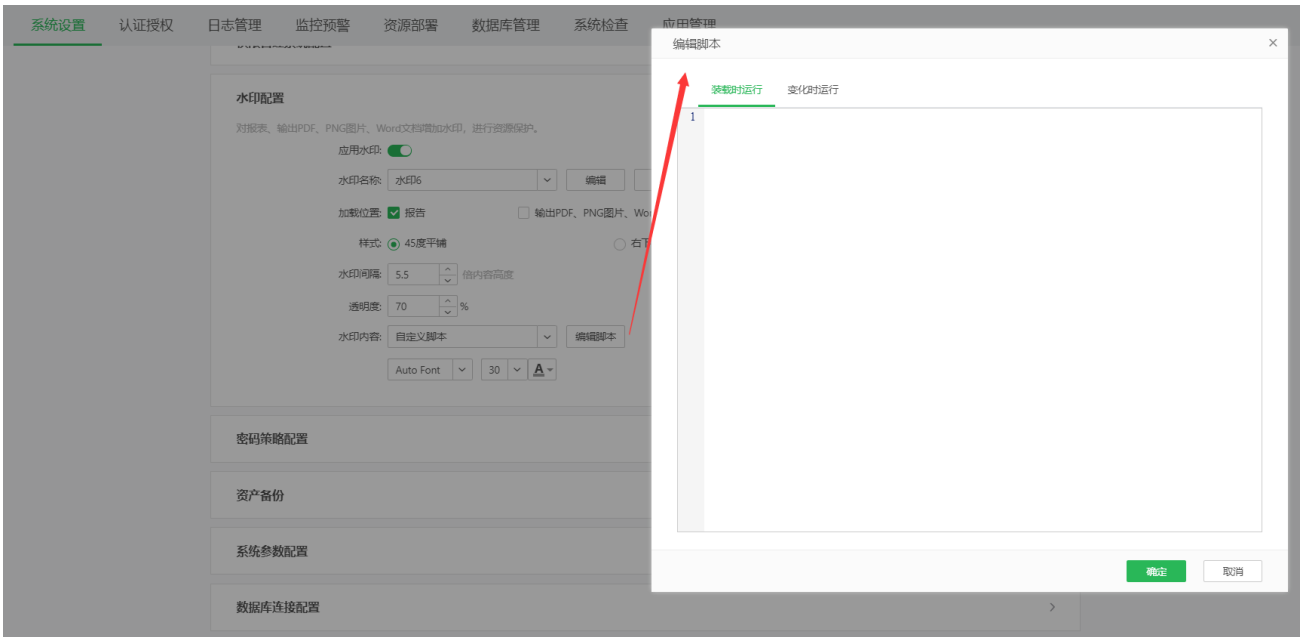 系统设置 认证授权 日志管理 监控预警 资源部署 数据库管理 系统检查 应用管理
编辑脚本
水印配置
对报表、输出PDF、PNG图片、Word文档增加水印，进行资源保护。
应用水印:
水印名称: 水印6 编辑
加载位置: 报告 输出PDF、PNG图片、Wo
样式: 45度平铺 右下
水印间隔: 5.5 倍内容高度
透明度: 70 %
水印内容: 自定义脚本 编辑脚本
Auto Font 30 A
密码策略配置
资产备份
系统参数配置
数据库连接配置
装载时运行 变化时运行
1
确定 取消